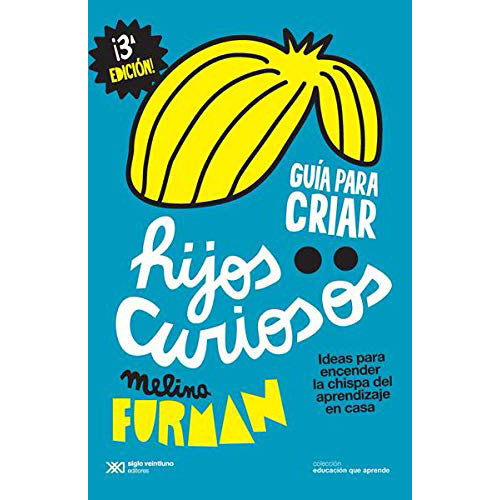 ¡3ª
EDICIÓN!
GUÍA PARA
CRIAR
hijos
curiosos
Ideas para
encender
la chispa del
aprendizaje
en casa
melina
FURMAN
siglo veintiuno
editores
colección
educación que aprende